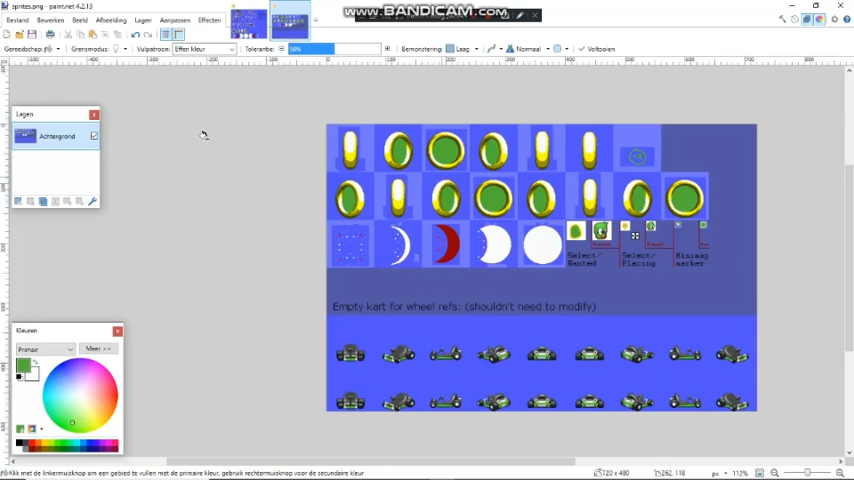 sprites.png - paint.net 4.2.13
www.BANDICAM.com
Bestand Bewerk Beeld Afbeelding Lagen Aanpassen Effecten
Gereedschap: Grensmodus: Vulpatroon: Effen kleur Tolerantie: 50% Bemonstering: Laag Normaal Voltooien
Lagen
Achtergrond
Select/
Wanted
Select/
Placing
Minimap
marker
Empty kart for wheel refs: (shouldn't need to modify)
Kleuren
Primair Meer >>
Klik met de linkermuisknop om een gebied te vullen met de primaire kleur, gebruik rechtermuisknop voor de secundaire kleur
720 x 480 262, 118 px 112%